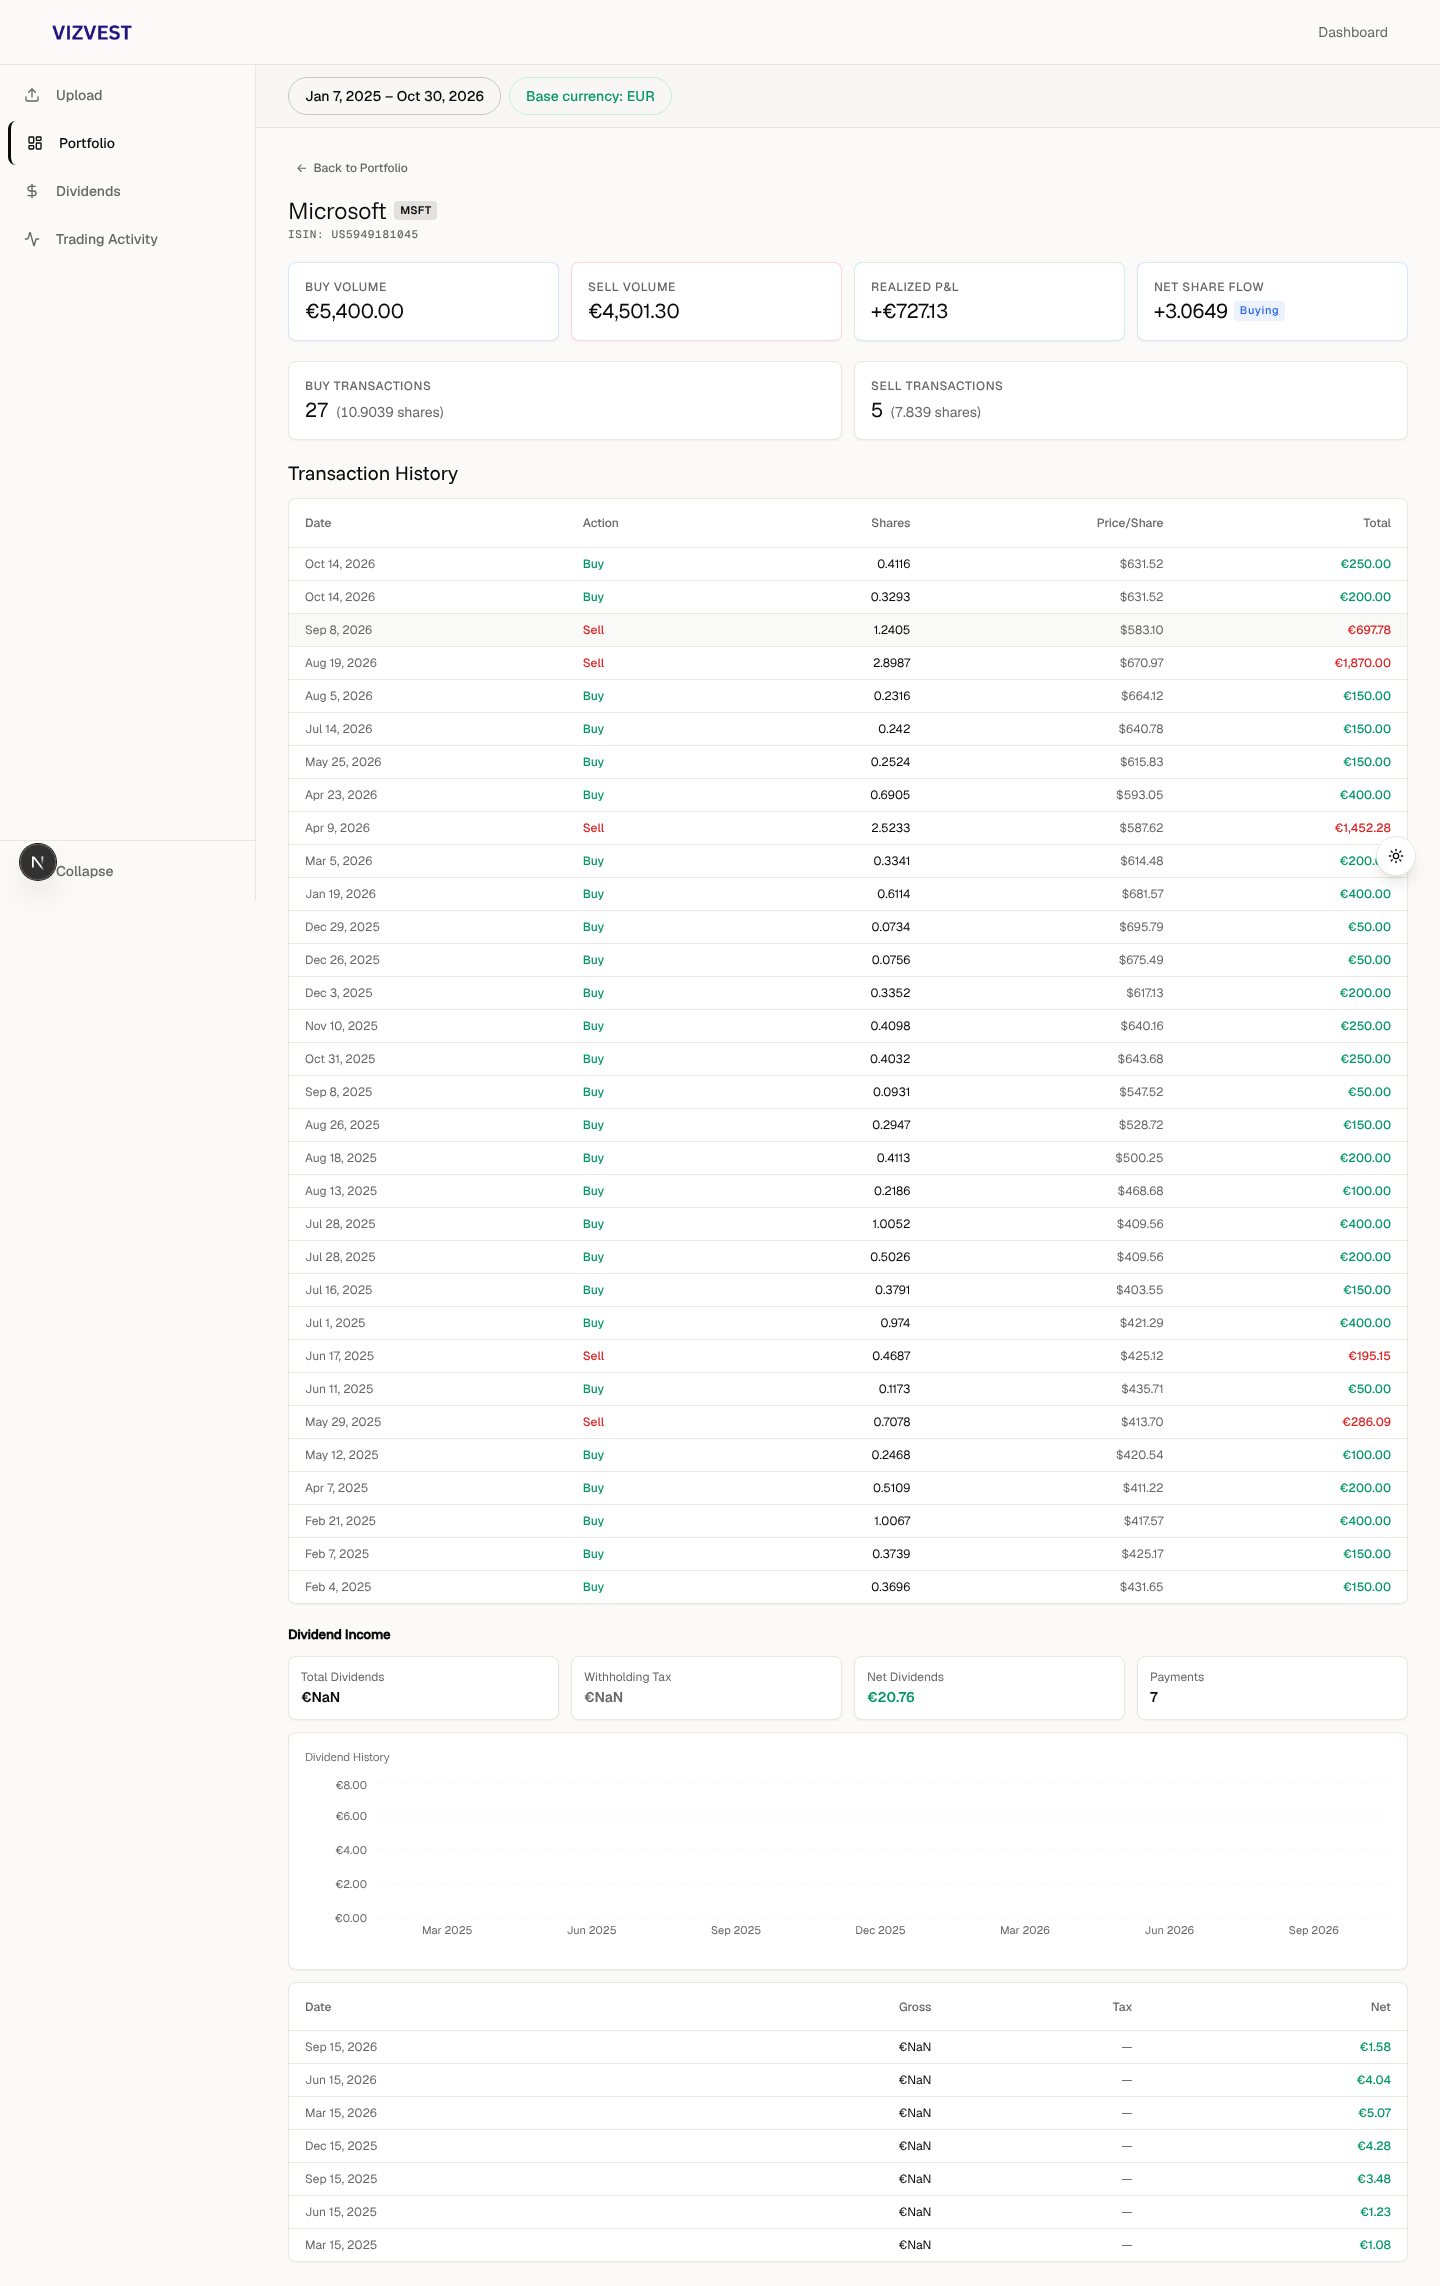 VIZVEST
Dashboard
Upload
Portfolio
Dividends
Trading Activity
Collapse
N
Jan 7, 2025 – Oct 30, 2026
Base currency: EUR
← Back to Portfolio
Microsoft MSFT
ISIN: US5949181045
BUY VOLUME
€5,400.00
SELL VOLUME
€4,501.30
REALIZED P&L
+€727.13
NET SHARE FLOW
+3.0649 Buying
BUY TRANSACTIONS
27 (10.9039 shares)
SELL TRANSACTIONS
5 (7.839 shares)
Transaction History
Date Action Shares Price/Share Total
Oct 14, 2026 Buy 0.4116 $631.52 €250.00
Oct 14, 2026 Buy 0.3293 $631.52 €200.00
Sep 8, 2026 Sell 1.2405 $583.10 €697.78
Aug 19, 2026 Sell 2.8987 $670.97 €1,870.00
Aug 5, 2026 Buy 0.2316 $664.12 €150.00
Jul 14, 2026 Buy 0.242 $640.78 €150.00
May 25, 2026 Buy 0.2524 $615.83 €150.00
Apr 23, 2026 Buy 0.6905 $593.05 €400.00
Apr 9, 2026 Sell 2.5233 $587.62 €1,452.28
Mar 5, 2026 Buy 0.3341 $614.48 €200.
Jan 19, 2026 Buy 0.6114 $681.57 €400.00
Dec 29, 2025 Buy 0.0734 $695.79 €50.00
Dec 26, 2025 Buy 0.0756 $675.49 €50.00
Dec 3, 2025 Buy 0.3352 $617.13 €200.00
Nov 10, 2025 Buy 0.4098 $640.16 €250.00
Oct 31, 2025 Buy 0.4032 $643.68 €250.00
Sep 8, 2025 Buy 0.0931 $547.52 €50.00
Aug 26, 2025 Buy 0.2947 $528.72 €150.00
Aug 18, 2025 Buy 0.4113 $500.25 €200.00
Aug 13, 2025 Buy 0.2186 $468.68 €100.00
Jul 28, 2025 Buy 1.0052 $409.56 €400.00
Jul 28, 2025 Buy 0.5026 $409.56 €200.00
Jul 16, 2025 Buy 0.3791 $403.55 €150.00
Jul 1, 2025 Buy 0.974 $421.29 €400.00
Jun 17, 2025 Sell 0.4687 $425.12 €195.15
Jun 11, 2025 Buy 0.1173 $435.71 €50.00
May 29, 2025 Sell 0.7078 $413.70 €286.09
May 12, 2025 Buy 0.2468 $420.54 €100.00
Apr 7, 2025 Buy 0.5109 $411.22 €200.00
Feb 21, 2025 Buy 1.0067 $417.57 €400.00
Feb 7, 2025 Buy 0.3739 $425.17 €150.00
Feb 4, 2025 Buy 0.3696 $431.65 €150.00
Dividend Income
Total Dividends
€NaN
Withholding Tax
€NaN
Net Dividends
€20.76
Payments
7
Dividend History
€8.00
€6.00
€4.00
€2.00
€0.00
Mar 2025 Jun 2025 Sep 2025 Dec 2025 Mar 2026 Jun 2026 Sep 2026
Date Gross Tax Net
Sep 15, 2026 €NaN — €1.58
Jun 15, 2026 €NaN — €4.04
Mar 15, 2026 €NaN — €5.07
Dec 15, 2025 €NaN — €4.28
Sep 15, 2025 €NaN — €3.48
Jun 15, 2025 €NaN — €1.23
Mar 15, 2025 €NaN — €1.08